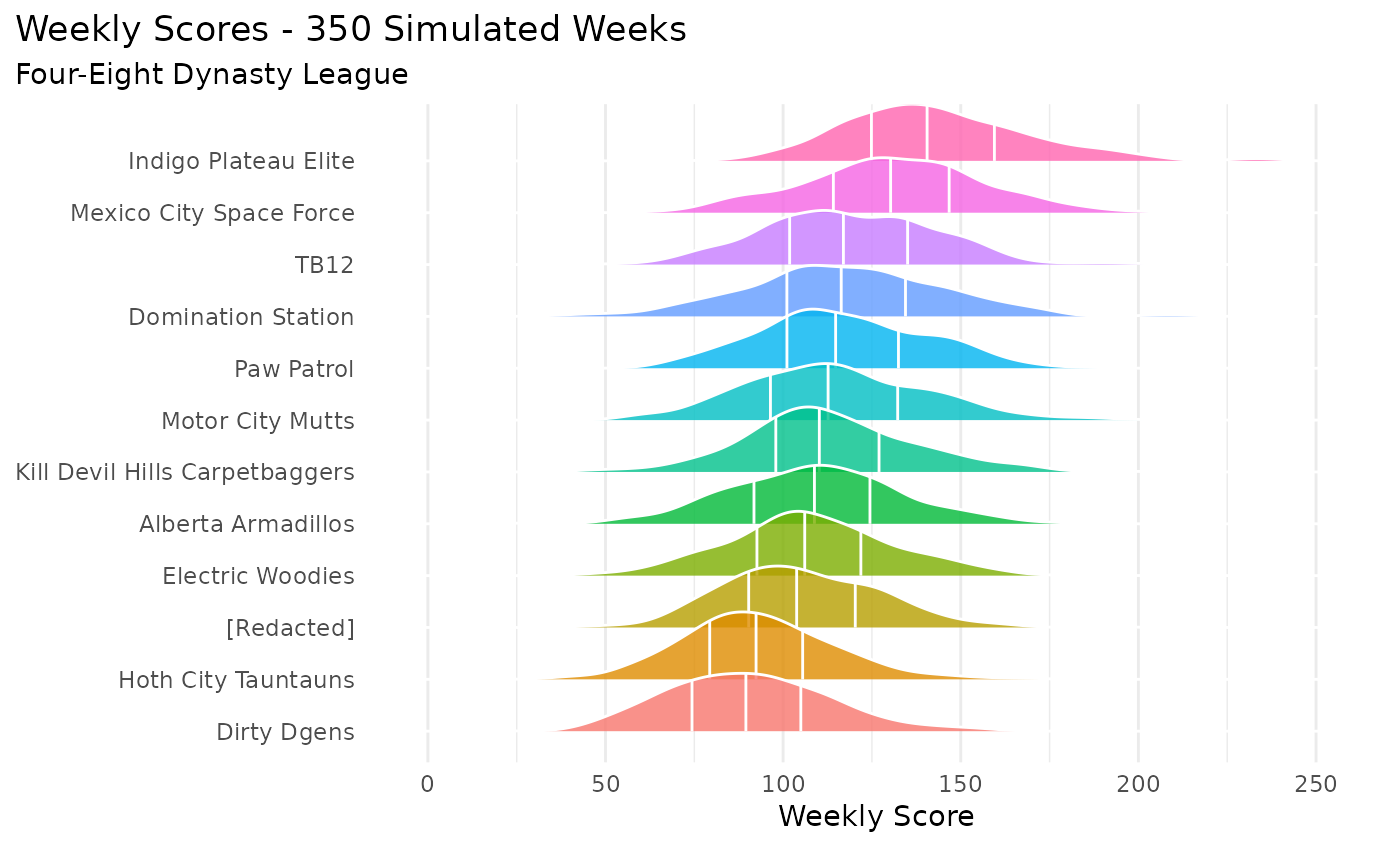 Weekly Scores - 350 Simulated Weeks
Four-Eight Dynasty League
Indigo Plateau Elite
Mexico City Space Force
TB12
Domination Station
Paw Patrol
Motor City Mutts
Kill Devil Hills Carpetbaggers
Alberta Armadillos
Electric Woodies
[Redacted]
Hoth City Tauntauns
Dirty Dgens
0 50 100 150 200 250
Weekly Score